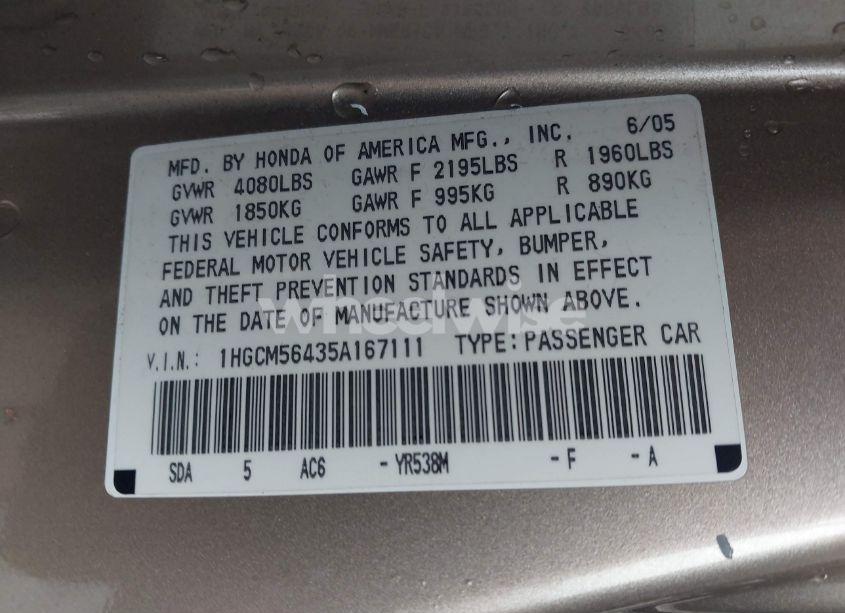 MFD. BY HONDA OF AMERICA MFG., INC. 6/05
GVWR 4080LBS GAWR F 2195LBS R 1960LBS
GVWR 1850KG GAWR F 995KG R 890KG
THIS VEHICLE CONFORMS TO ALL APPLICABLE
FEDERAL MOTOR VEHICLE SAFETY, BUMPER,
AND THEFT PREVENTION STANDARDS IN EFFECT
ON THE DATE OF MANUFACTURE SHOWN ABOVE.
wheelwise
V.I.N.: 1HGCM56435A167111 TYPE:PASSENGER CAR
SDA 5 AC6 -YR538M -F -A